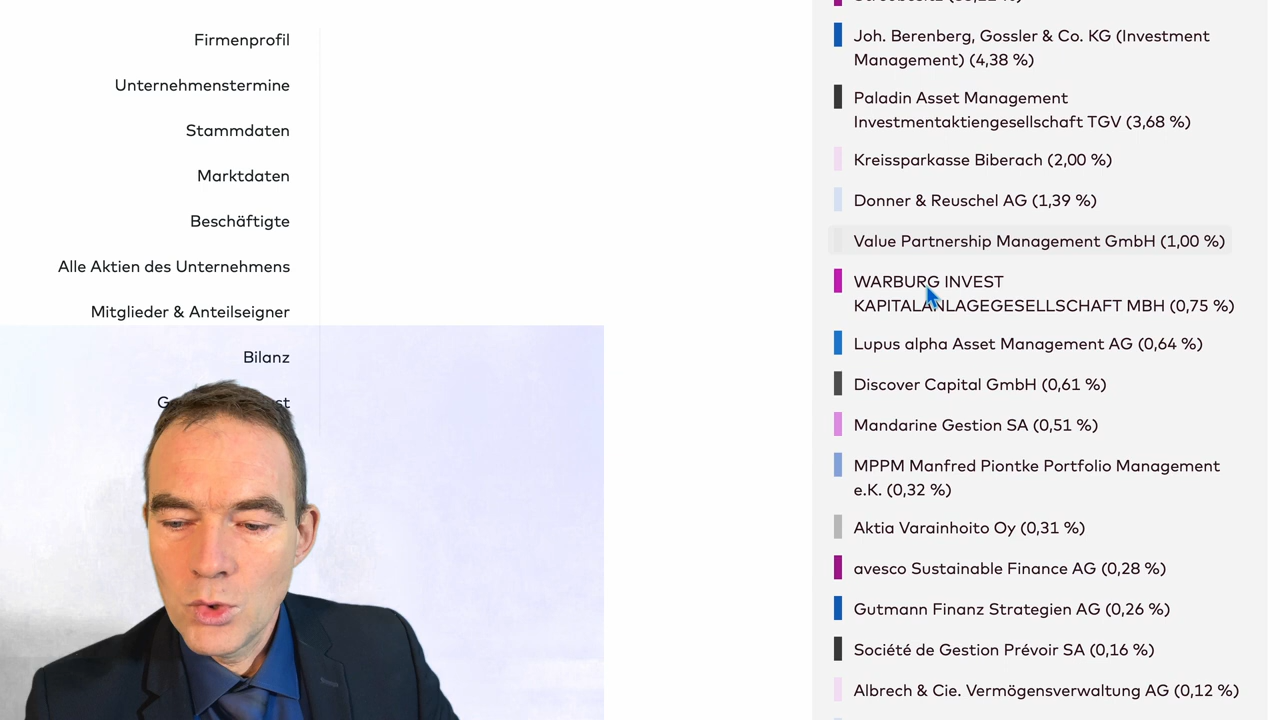 Firmenprofil
Unternehmenstermine
Stammdaten
Marktdaten
Beschäftigte
Alle Aktien des Unternehmens
Mitglieder & Anteilseigner
Bilanz
Joh. Berenberg, Gossler & Co. KG (Investment
Management) (4,38 %)
Paladin Asset Management
Investmentaktiengesellschaft TGV (3,68 %)
Kreissparkasse Biberach (2,00 %)
Donner & Reuschel AG (1,39 %)
Value Partnership Management GmbH (1,00 %)
WARBURG INVEST
KAPITALANLAGEGESELLSCHAFT MBH (0,75 %)
Lupus alpha Asset Management AG (0,64 %)
Discover Capital GmbH (0,61 %)
Mandarine Gestion SA (0,51 %)
MPPM Manfred Piontke Portfolio Management
e.K. (0,32 %)
Aktia Varainhoito Oy (0,31 %)
avesco Sustainable Finance AG (0,28 %)
Gutmann Finanz Strategien AG (0,26 %)
Société de Gestion Prévoir SA (0,16 %)
Albrech & Cie. Vermögensverwaltung AG (0,12 %)